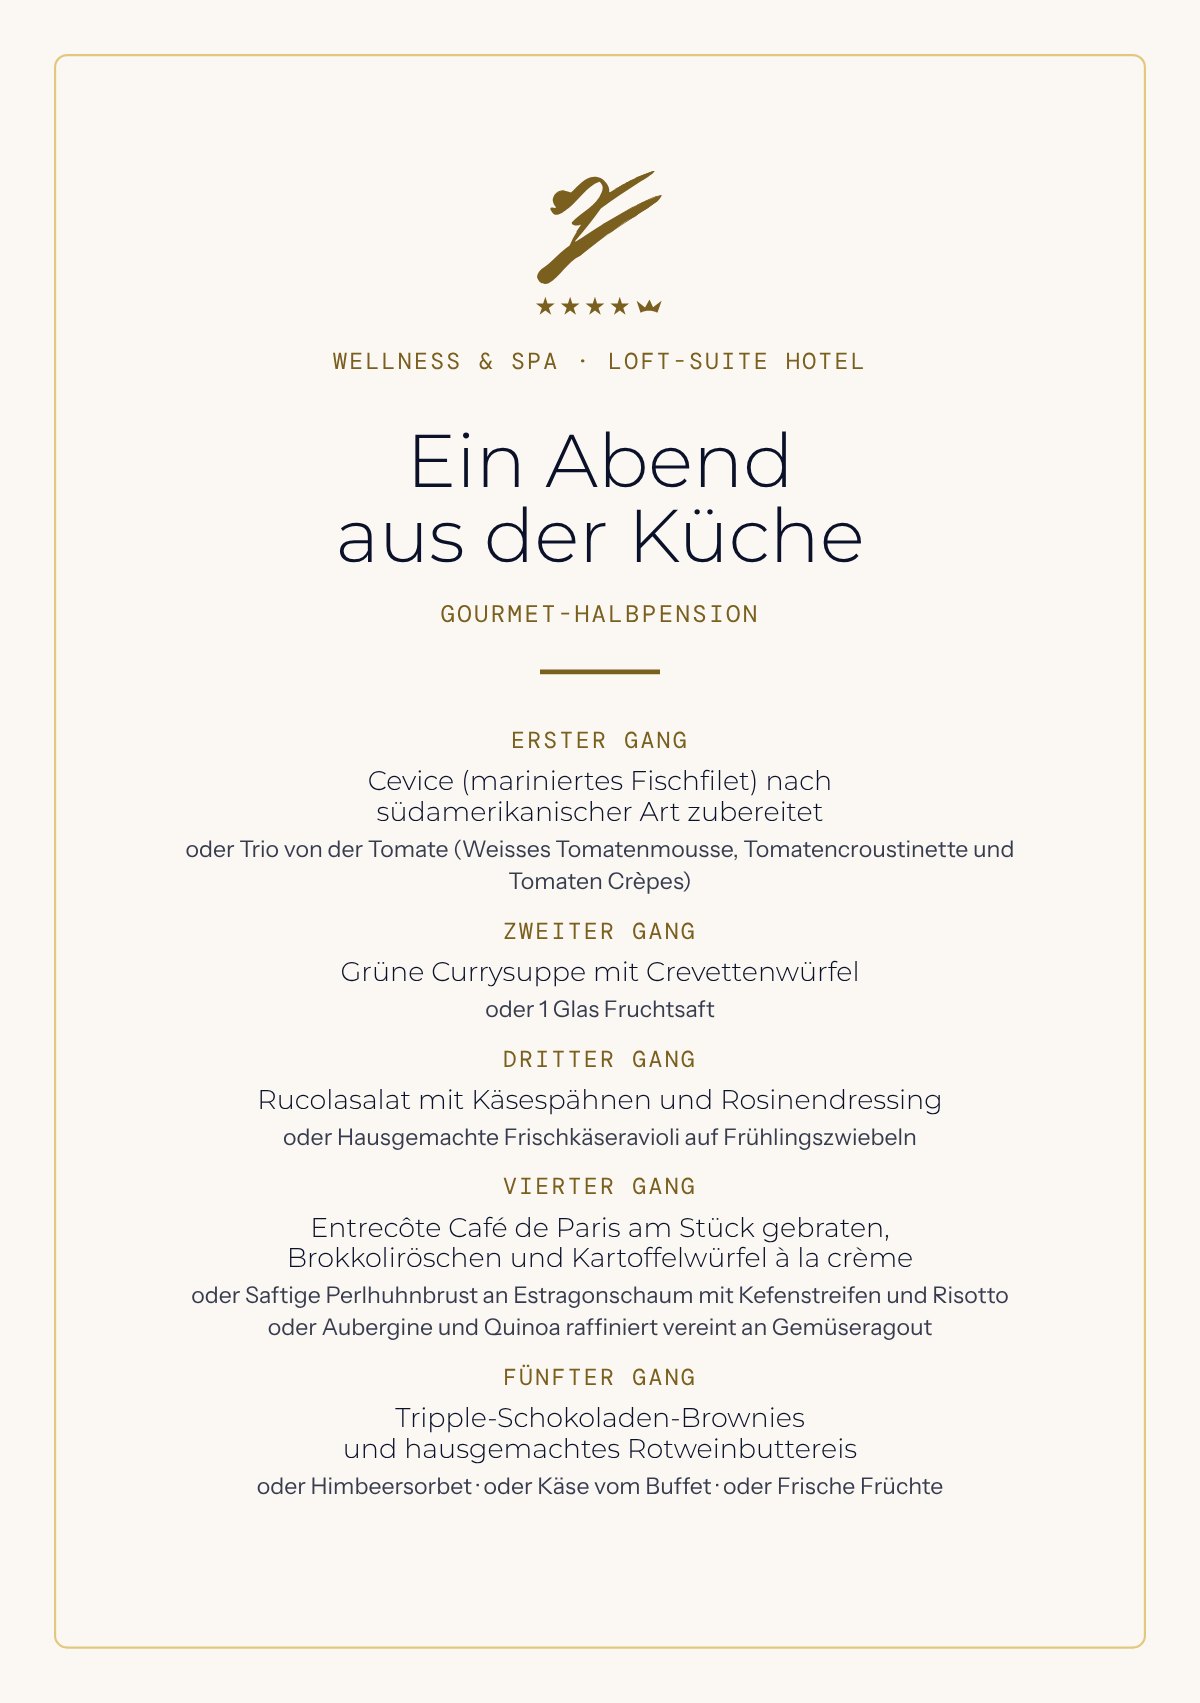 WELLNESS & SPA · LOFT-SUITE HOTEL
Ein Abend
aus der Küche
GOURMET-HALBPENSION
ERSTER GANG
Cevice (mariniertes Fischfilet) nach
südamerikanischer Art zubereitet
oder Trio von der Tomate (Weisses Tomatenmousse, Tomatencroustinette und
Tomaten Crèpes)
ZWEITER GANG
Grüne Currysuppe mit Crevettenwürfel
oder 1 Glas Fruchtsaft
DRITTER GANG
Rucolasalat mit Käsespähnen und Rosinendressing
oder Hausgemachte Frischkäseravioli auf Frühlingszwiebeln
VIERTER GANG
Entrecôte Café de Paris am Stück gebraten,
Brokkoliröschen und Kartoffelwürfel à la crème
oder Saftige Perlhuhnbrust an Estragonschaum mit Kefenstreifen und Risotto
oder Aubergine und Quinoa raffiniert vereint an Gemüseragout
FÜNFTER GANG
Tripple-Schokoladen-Brownies
und hausgemachtes Rotweinbuttereis
oder Himbeersorbet · oder Käse vom Buffet · oder Frische Früchte